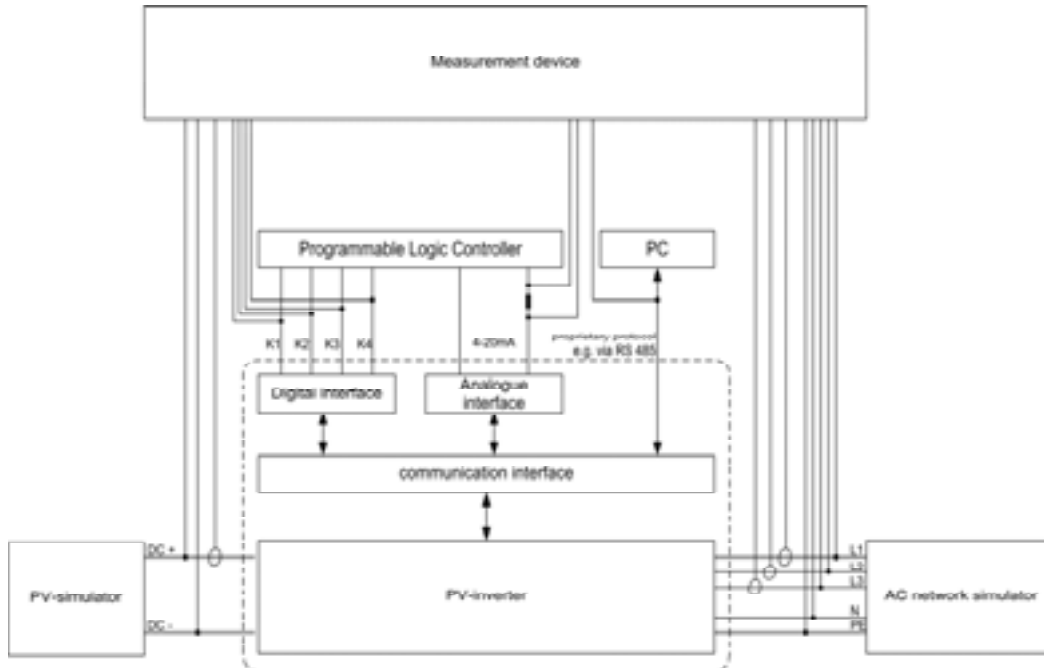 Measurement device
Programmable Logic Controller
PC
K1
K2
K3
K4
4-20mA
proprietary protocol
e.g. via RS 485
Digital interface
Analogue
interface
communication interface
DC +
PV-simulator
DC -
PV-inverter
L1
L2
L3
N
PE
AC network simulator